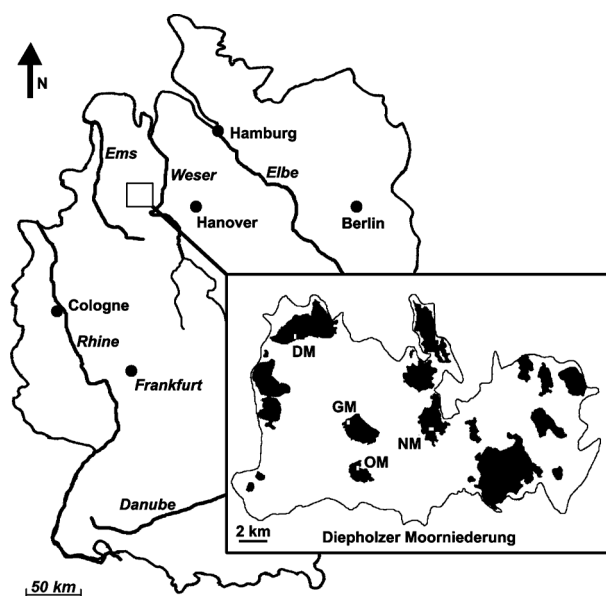 N
Hamburg
Ems
Weser
Elbe
Hanover
Berlin
Cologne
Rhine
DM
Frankfurt
GM
NM
OM
Danube
2 km
Diepholzer Moorniederung
50 km